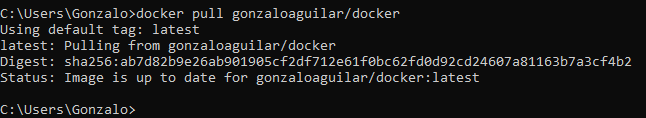 C:\Users\Gonzalo>docker pull gonzaloaguilar/docker
Using default tag: latest
latest: Pulling from gonzaloaguilar/docker
Digest: sha256:ab7d82b9e26ab901905cf2df712e61f0bc62fd0d92cd24607a81163b7a3cf4b2
Status: Image is up to date for gonzaloaguilar/docker:latest
C:\Users\Gonzalo>